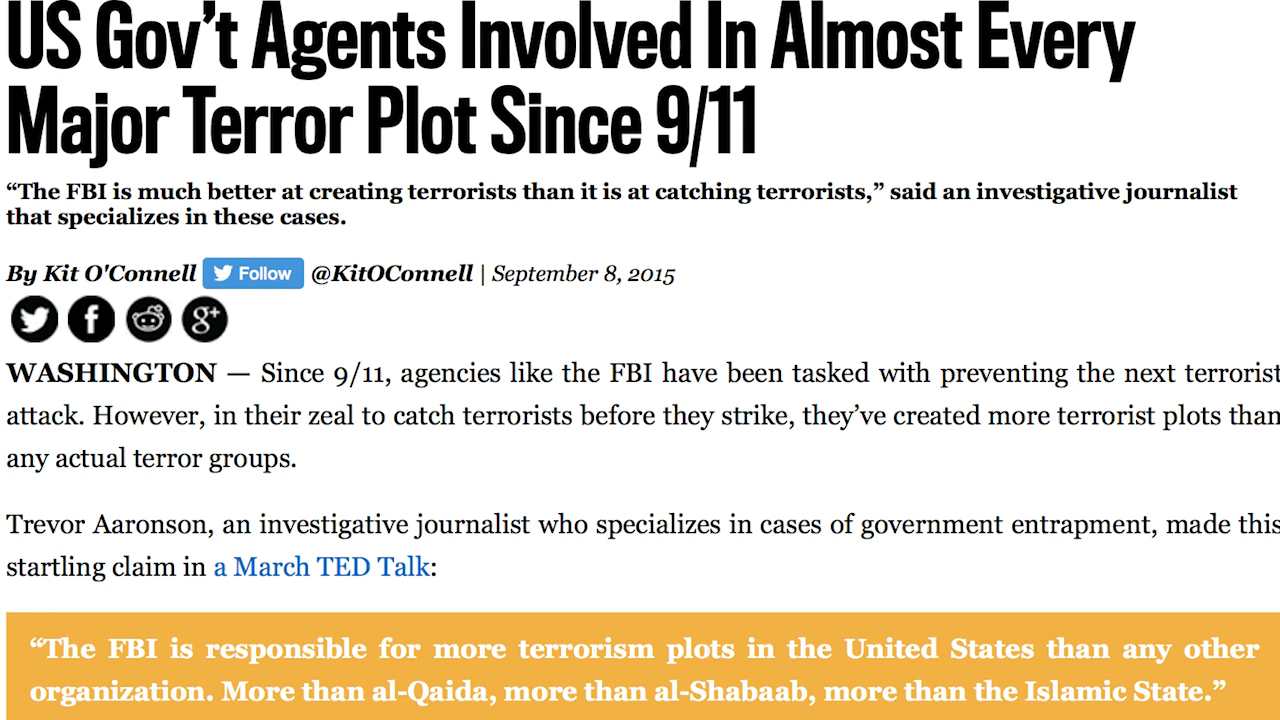 US Gov’t Agents Involved In Almost Every
Major Terror Plot Since 9/11
“The FBI is much better at creating terrorists than it is at catching terrorists,” said an investigative journalist
that specializes in these cases.
By Kit O'Connell Follow @KitOConnell | September 8, 2015
WASHINGTON — Since 9/11, agencies like the FBI have been tasked with preventing the next terrorist
attack. However, in their zeal to catch terrorists before they strike, they’ve created more terrorist plots than
any actual terror groups.
Trevor Aaronson, an investigative journalist who specializes in cases of government entrapment, made this
startling claim in a March TED Talk:
“The FBI is responsible for more terrorism plots in the United States than any other
organization. More than al-Qaida, more than al-Shabaab, more than the Islamic State.”